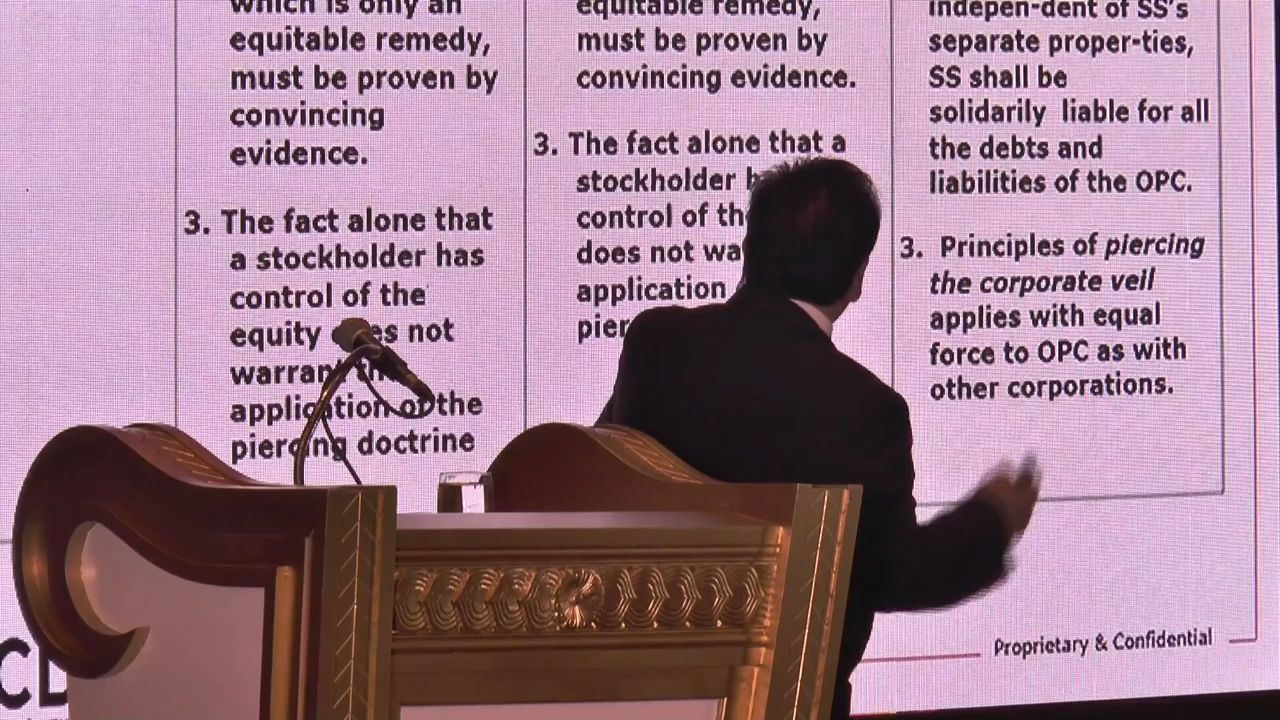 which is only an
equitable remedy,
must be proven by
convincing
evidence.
3. The fact alone that
a stockholder has
control of the
equity es not
warran
application of the
piercing doctrine
equitable remedy,
must be proven by
convincing evidence.
3. The fact alone that a
stockholder
control of
does not
application
indepen-dent of SS's
separate proper-ties,
SS shall be
solidarily liable for all
the debts and
liabilities of the OPC.
3. Principles of piercing
the corporate veil
applies with equal
force to OPC as with
other corporations.
Proprietary & Confidential